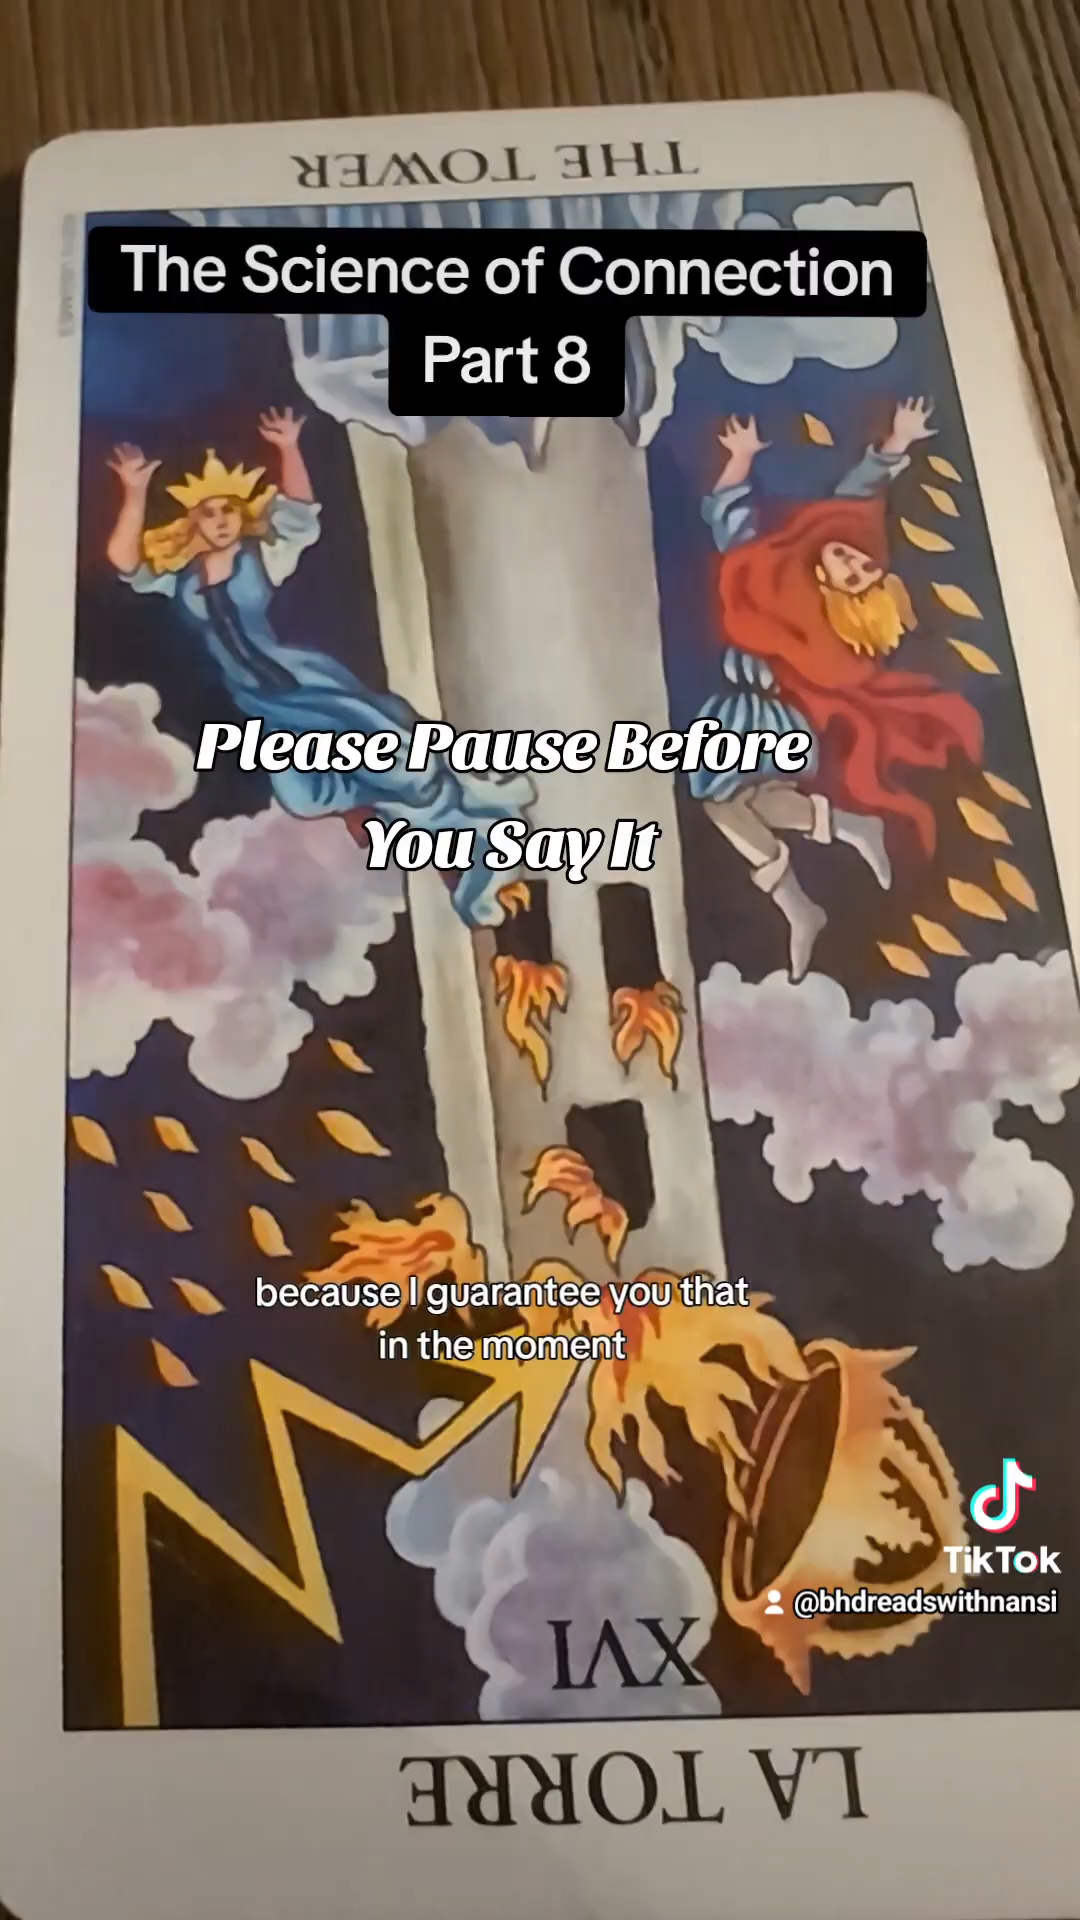 THE TOWER
The Science of Connection
Part 8
Please Pause Before
You Say It
because I guarantee you that
in the moment
TikTok
@bhdreadswithnansi
XVI
LA TORRE